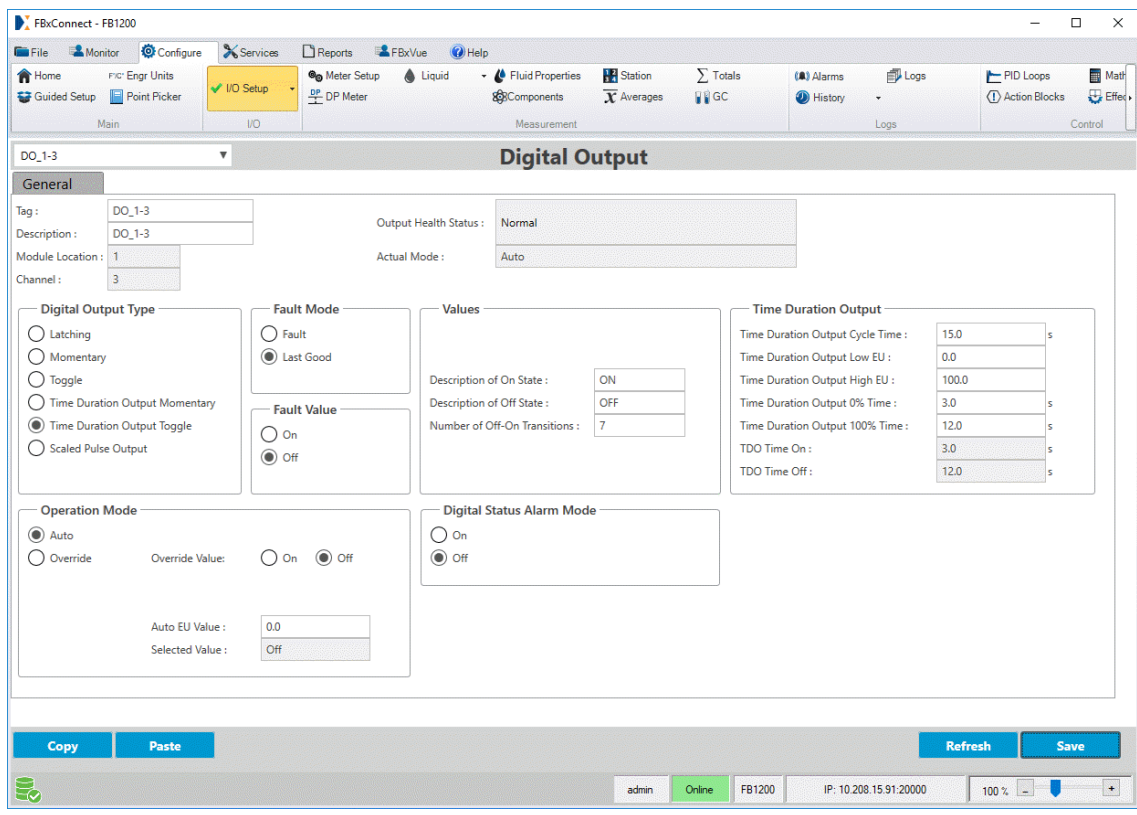 FBxConnect - FB1200
File Monitor Configure Services Reports FBxVue Help
Home F²/C° Engr Units I/O Setup Meter Setup Liquid Fluid Properties Station Totals Alarms Logs PID Loops Math
Guided Setup Point Picker DP Meter Components Averages GC History Action Blocks Effec
Main I/O Measurement Logs Control
DO_1-3 Digital Output
General
Tag : DO_1-3
Description : DO_1-3
Output Health Status : Normal
Module Location : 1
Actual Mode : Auto
Channel : 3
Digital Output Type
Latching
Momentary
Toggle
Time Duration Output Momentary
Time Duration Output Toggle
Scaled Pulse Output
Fault Mode
Fault
Last Good
Fault Value
On
Off
Values
Description of On State : ON
Description of Off State : OFF
Number of Off-On Transitions : 7
Time Duration Output
Time Duration Output Cycle Time : 15.0 s
Time Duration Output Low EU : 0.0
Time Duration Output High EU : 100.0
Time Duration Output 0% Time : 3.0 s
Time Duration Output 100% Time : 12.0 s
TDO Time On : 3.0 s
TDO Time Off : 12.0 s
Operation Mode
Auto
Override Override Value: On Off
Auto EU Value : 0.0
Selected Value : Off
Digital Status Alarm Mode
On
Off
Copy Paste Refresh Save
admin Online FB1200 IP: 10.208.15.91:20000 100 % - +